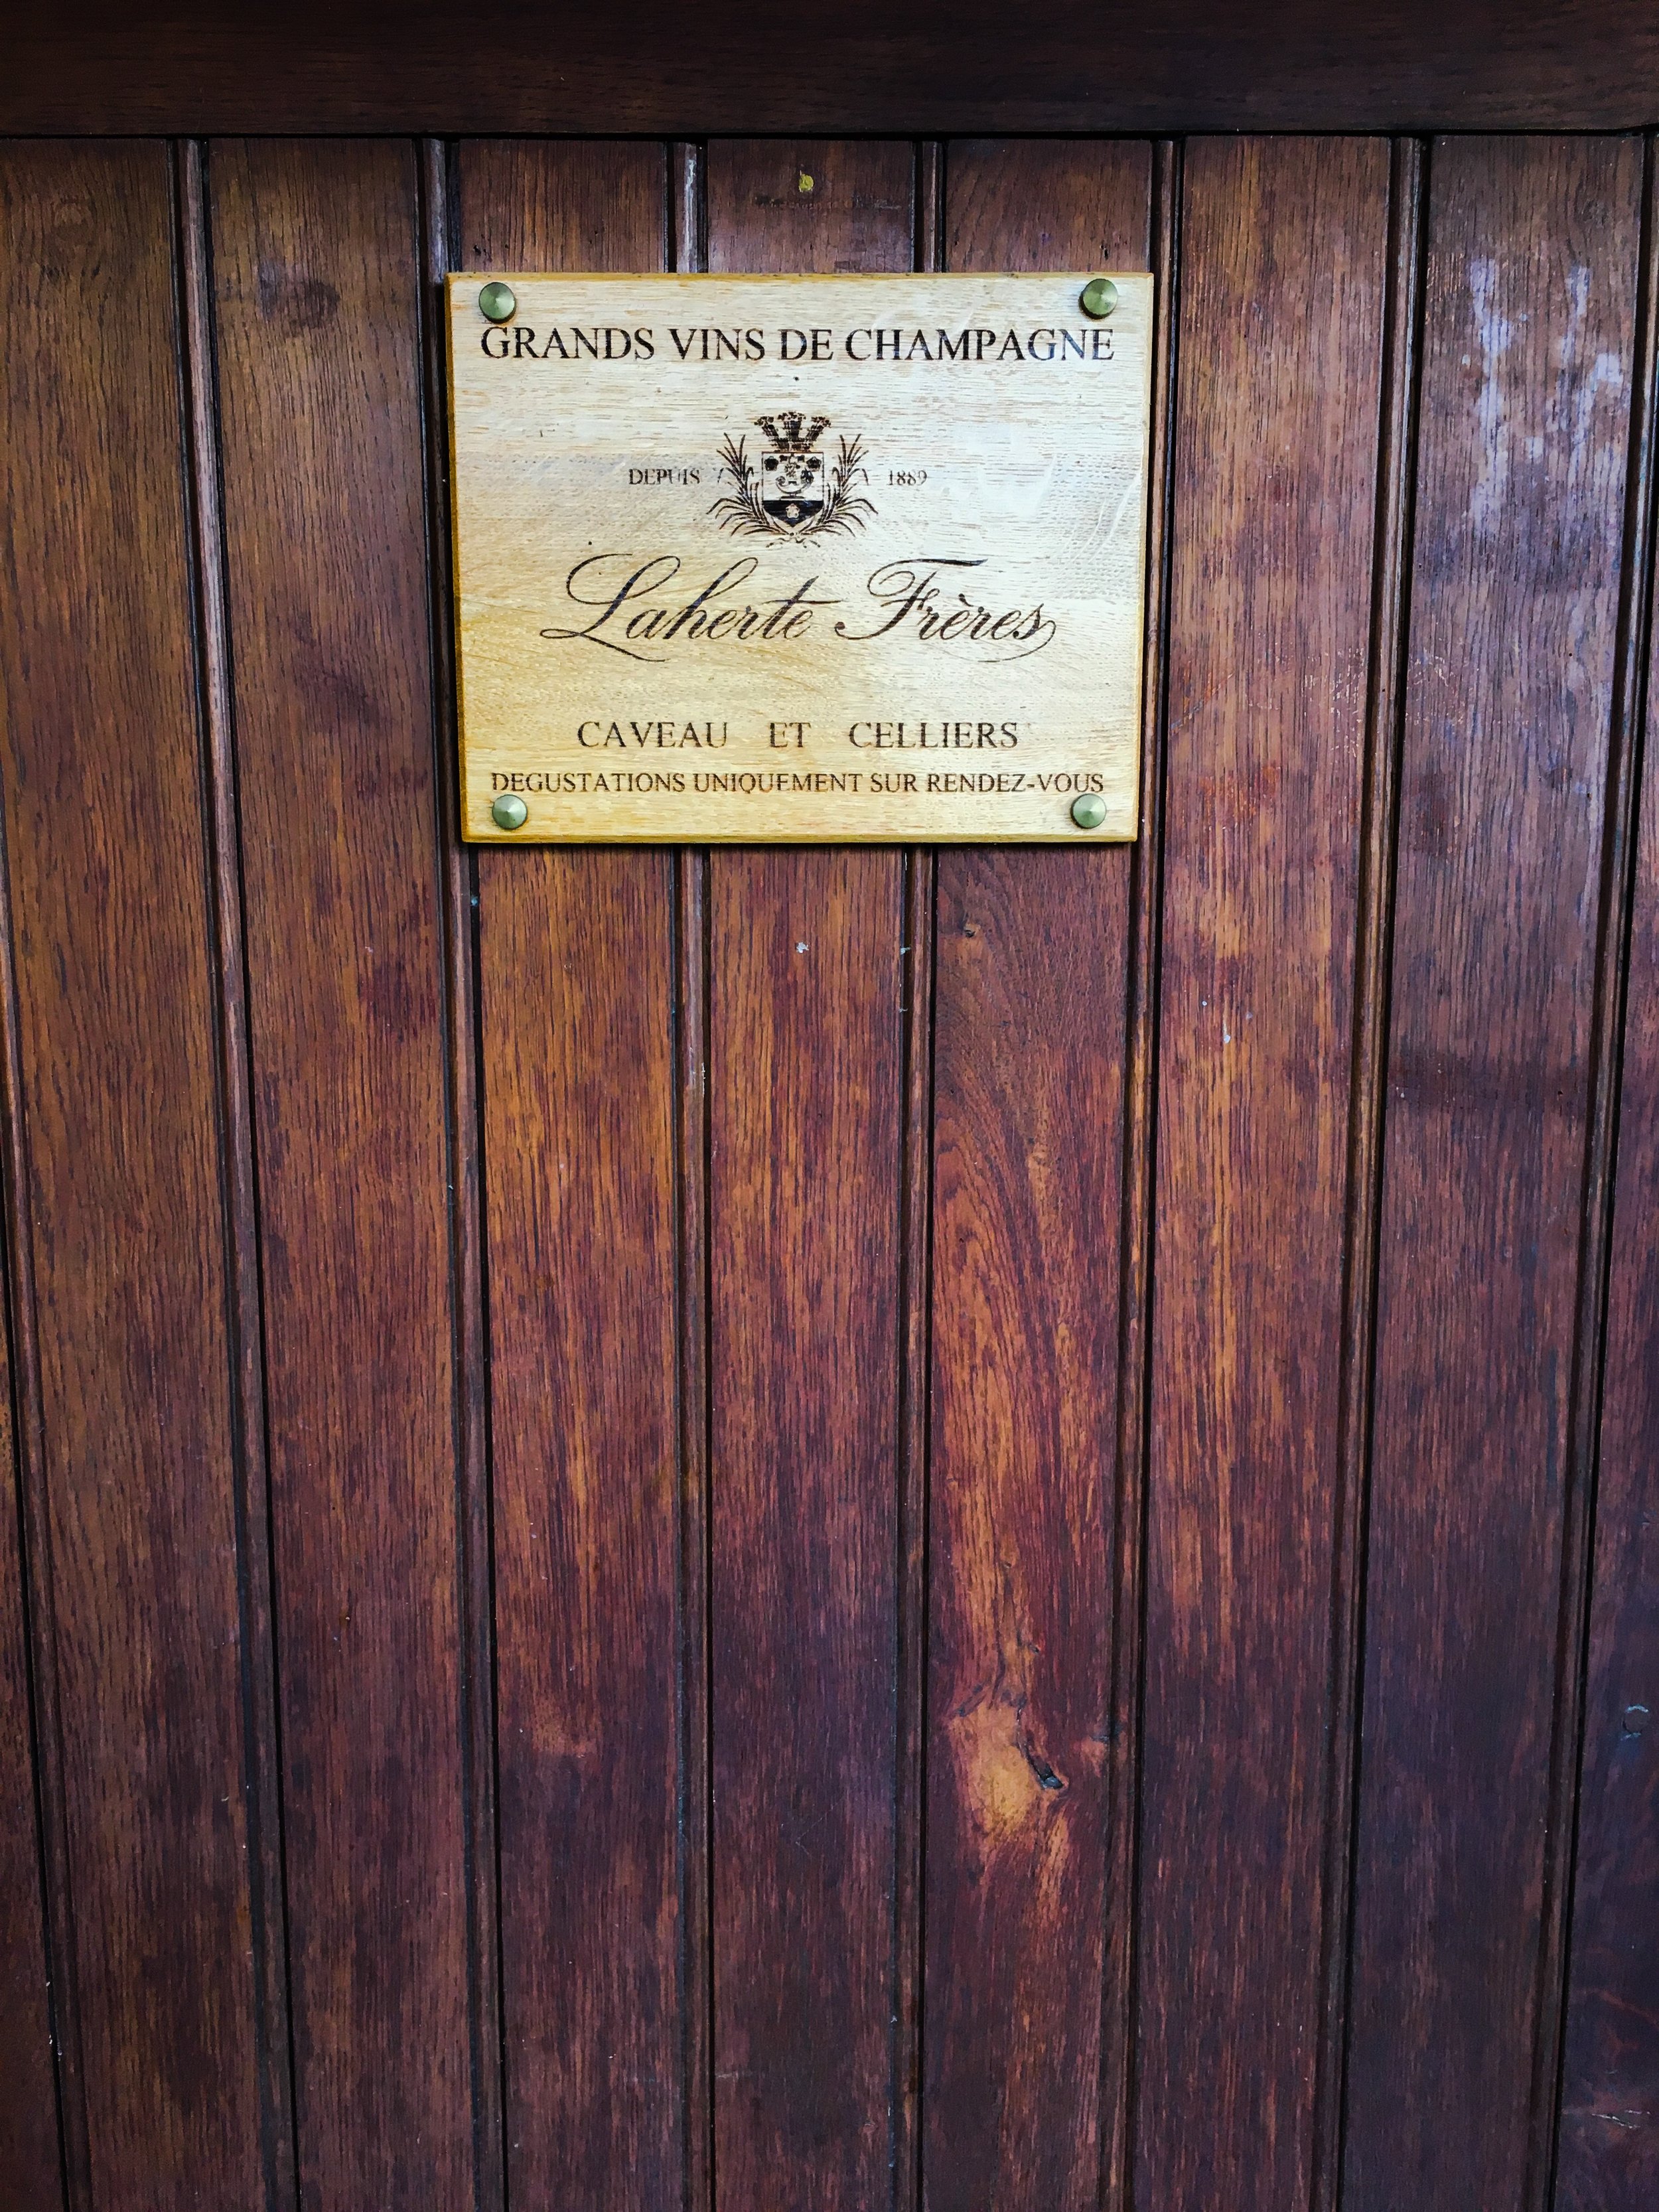 GRANDS VINS DE CHAMPAGNE
DEPUIS 1889
Laherte Frères
CAVEAU ET CELLIERS
DEGUSTATIONS UNIQUEMENT SUR RENDEZ-VOUS